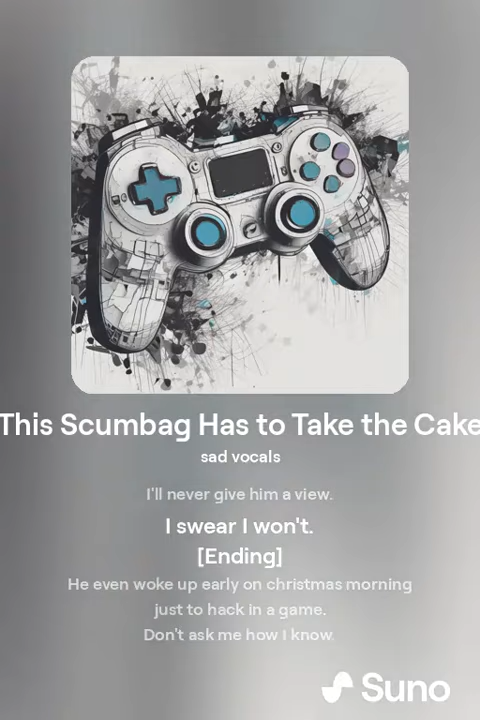 This Scumbag Has to Take the Cake
sad vocals
I'll never give him a view.
I swear I won't.
[Ending]
He even woke up early on christmas morning
just to hack in a game.
Don't ask me how I know.
Suno